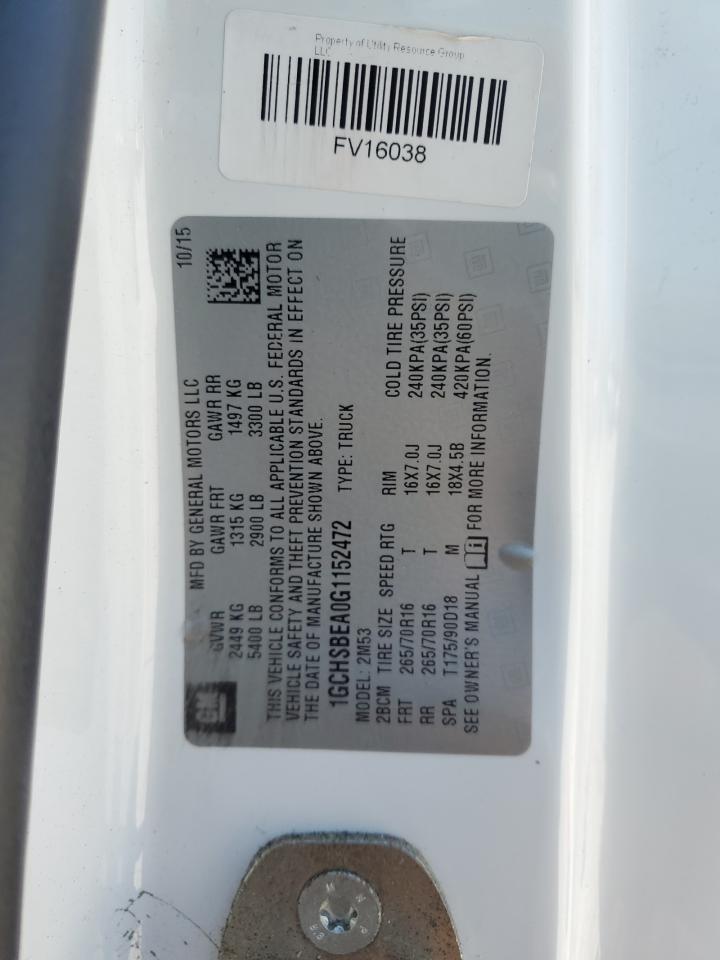 Property of Utility Resource Group
LLC
FV16038
MFD BY GENERAL MOTORS LLC
10/15
GVWR GAWR FRT GAWR RR
2449 KG 1315 KG 1497 KG
5400 LB 2900 LB 3300 LB
THIS VEHICLE CONFORMS TO ALL APPLICABLE U.S. FEDERAL MOTOR
VEHICLE SAFETY AND THEFT PREVENTION STANDARDS IN EFFECT ON
THE DATE OF MANUFACTURE SHOWN ABOVE.
1GCHSBEA0G1152472 TYPE: TRUCK
MODEL: 2M53
2BCM TIRE SIZE SPEED RTG RIM COLD TIRE PRESSURE
FRT 265/70R16 T 16X7.0J 240KPA(35PSI)
RR 265/70R16 T 16X7.0J 240KPA(35PSI)
SPA T175/90D18 M 18X4.5B 420KPA(60PSI)
SEE OWNER'S MANUAL FOR MORE INFORMATION.
GM